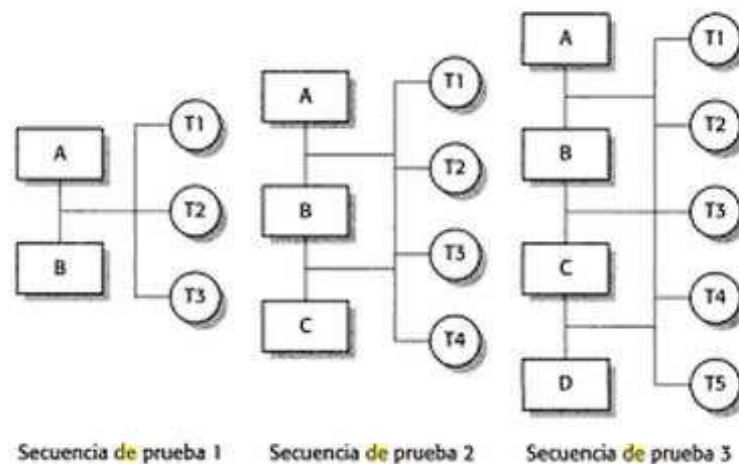 A
B
T1
T2
T3
Secuencia de prueba 1
A
B
C
T1
T2
T3
T4
Secuencia de prueba 2
A
B
C
D
T1
T2
T3
T4
T5
Secuencia de prueba 3